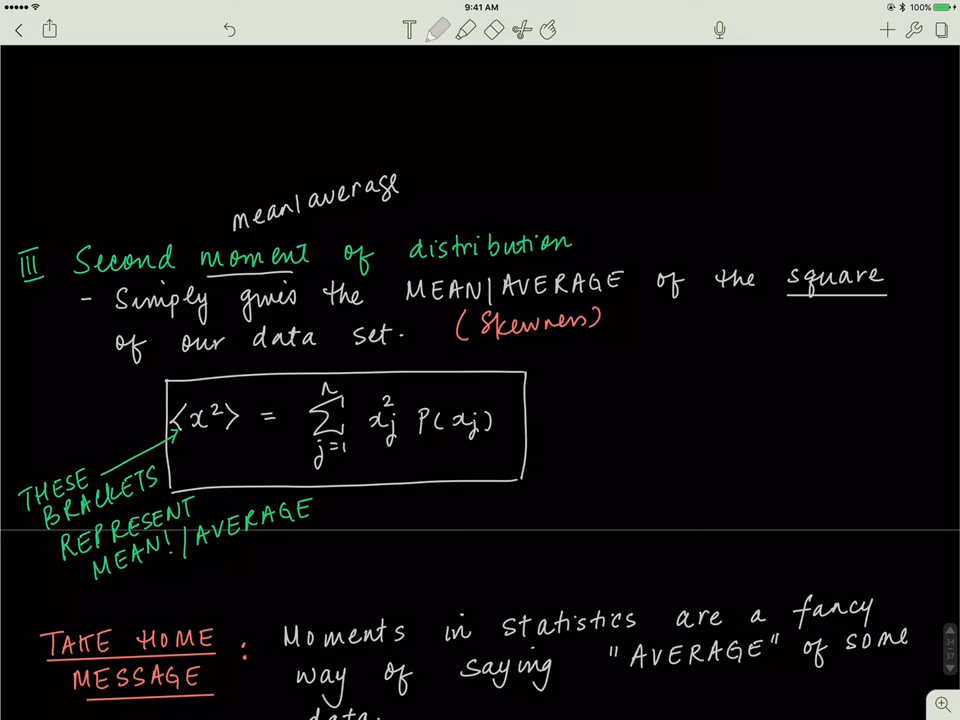 9:41 AM
100%
T
mean/average
III Second moment of distribution
- Simply gives the MEAN/AVERAGE of the square
of our data set. (Skewness)
⟨x²⟩ = Σ_{j=1}^{n} x_j² P(x_j)
THESE
BRACKETS
REPRESENT
MEAN!/AVERAGE
TAKE HOME
MESSAGE :
Moments in statistics are a fancy
way of saying "AVERAGE" of some
data.